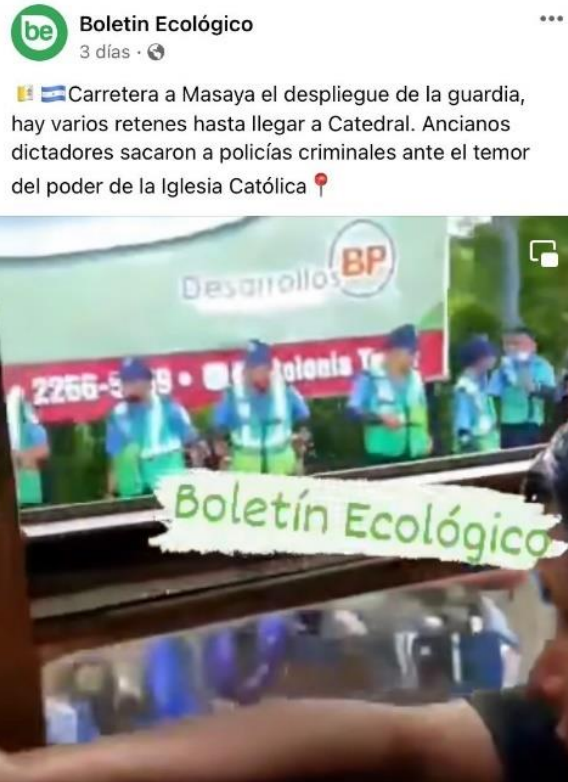 be
Boletin Ecológico
3 días ·
Carretera a Masaya el despliegue de la guardia,
hay varios retenes hasta llegar a Catedral. Ancianos
dictadores sacaron a policías criminales ante el temor
del poder de la Iglesia Católica
Desarrollos BP
Boletín Ecológico